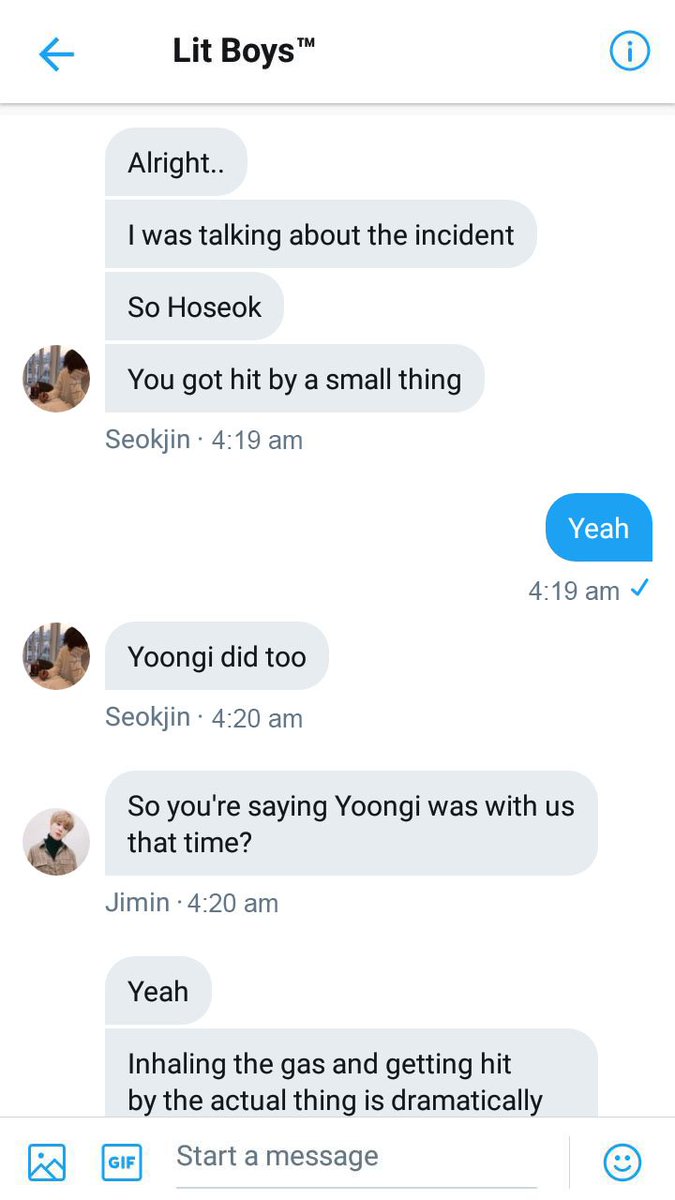 Lit Boys™
Alright..
I was talking about the incident
So Hoseok
You got hit by a small thing
Seokjin · 4:19 am
Yeah
4:19 am ✓
Yoongi did too
Seokjin · 4:20 am
So you're saying Yoongi was with us
that time?
Jimin · 4:20 am
Yeah
Inhaling the gas and getting hit
by the actual thing is dramatically
GIF
Start a message